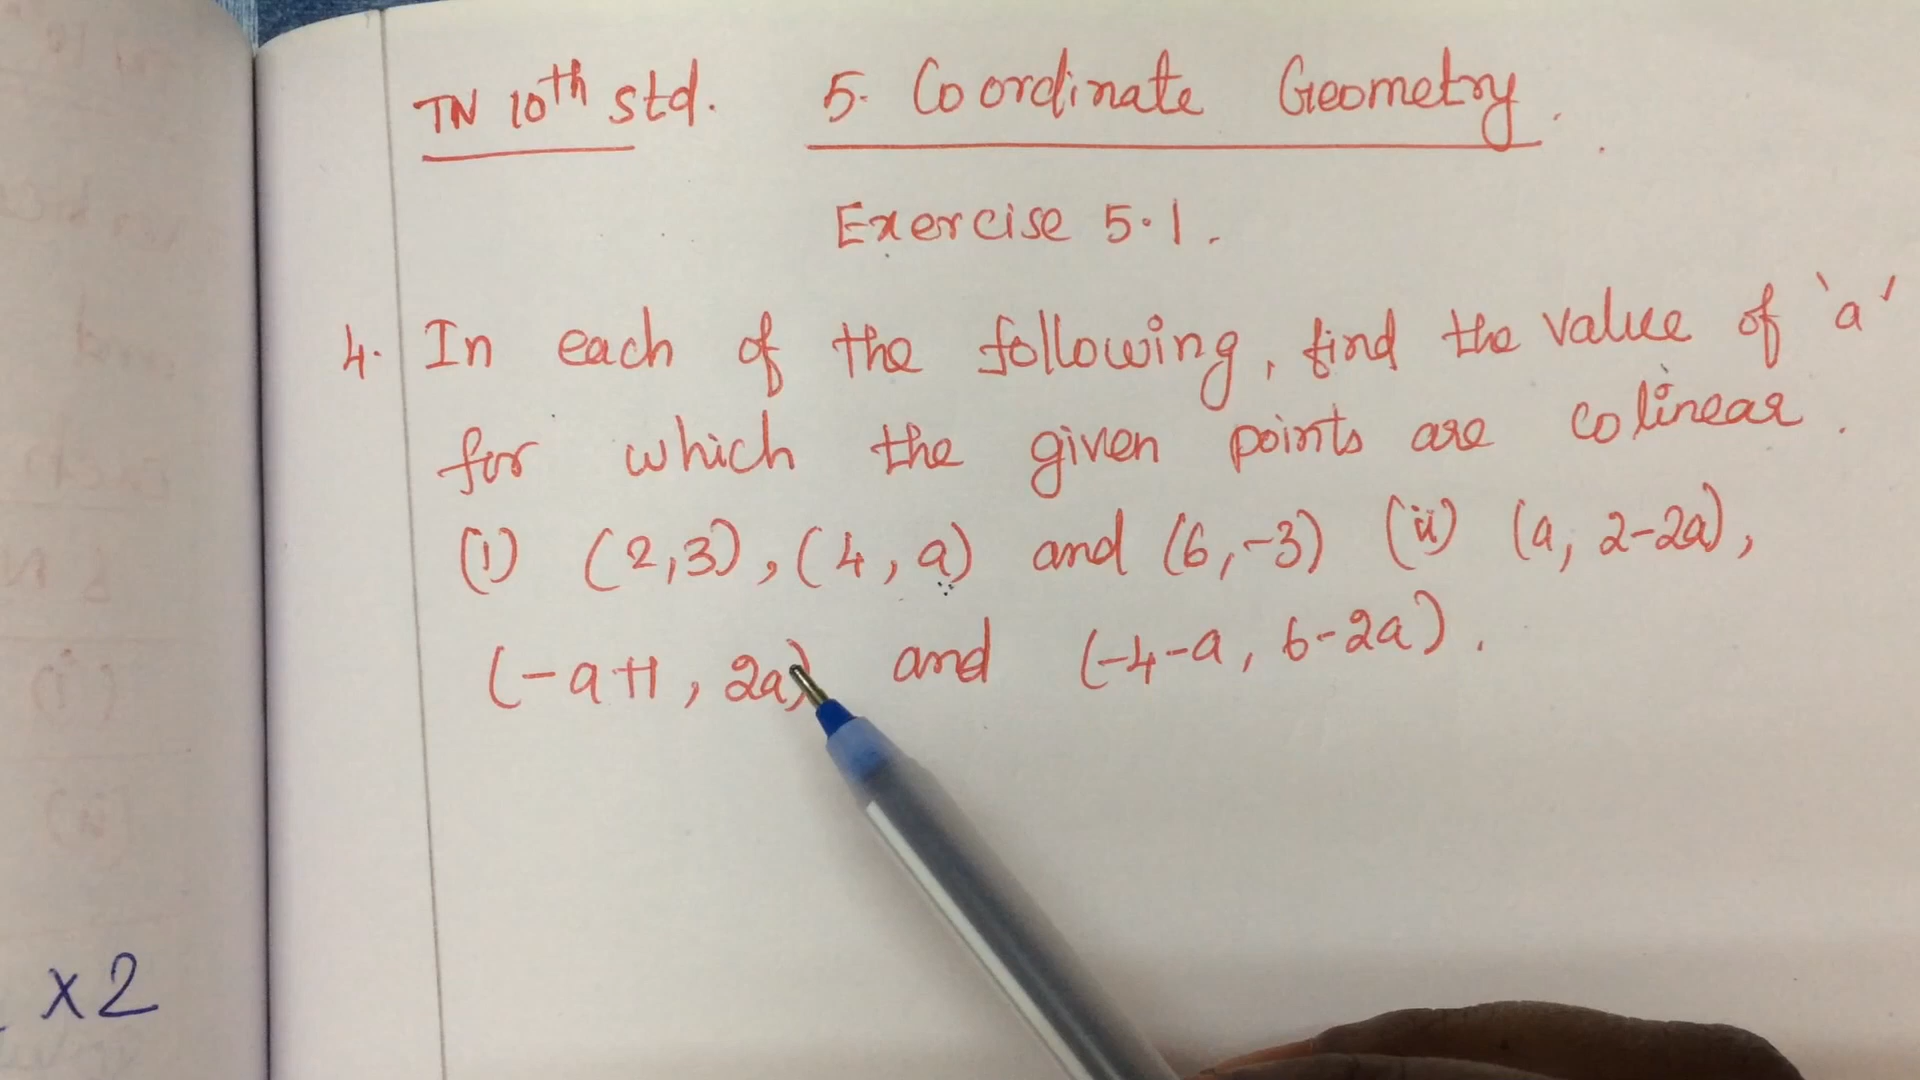 TN 10th std. 5. Coordinate Geometry.
Exercise 5.1.
4. In each of the following, find the value of 'a'
for which the given points are colinear.
(i) (2,3), (4, a) and (6,-3) (ii) (a, 2-2a),
(-a+1, 2a) and (-4-a, 6-2a).
x2